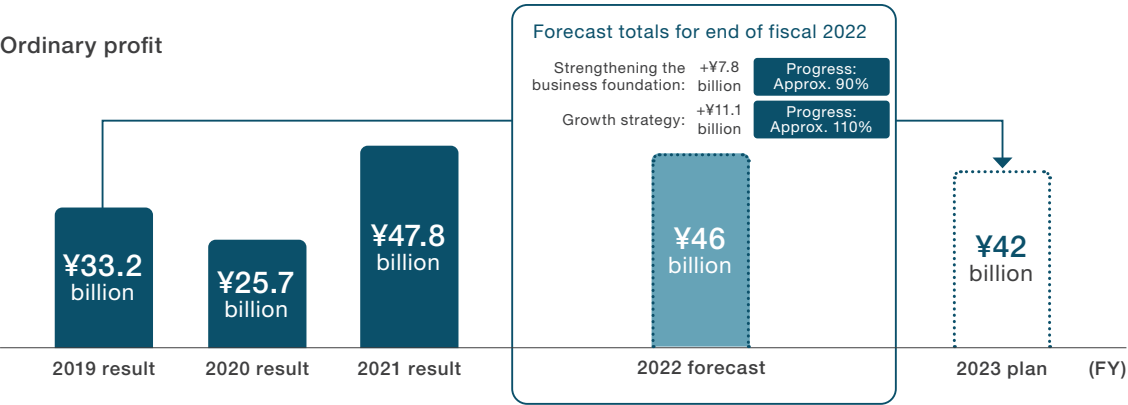 Ordinary profit
Forecast totals for end of fiscal 2022
Strengthening the
business foundation:
+¥7.8
billion
Progress:
Approx. 90%
Growth strategy:
+¥11.1
billion
Progress:
Approx. 110%
¥33.2
billion
¥25.7
billion
¥47.8
billion
¥46
billion
¥42
billion
2019 result
2020 result
2021 result
2022 forecast
2023 plan
(FY)